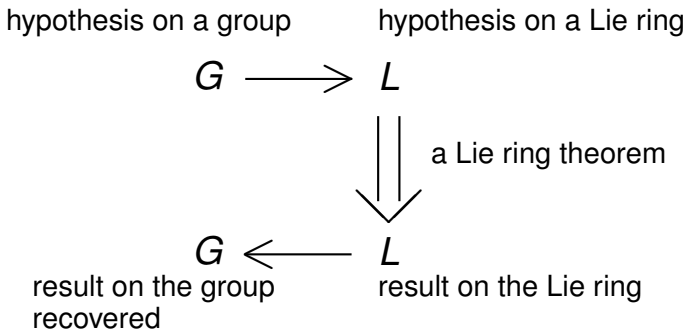 hypothesis on a group hypothesis on a Lie ring
G L
a Lie ring theorem
G L
result on the group result on the Lie ring
recovered